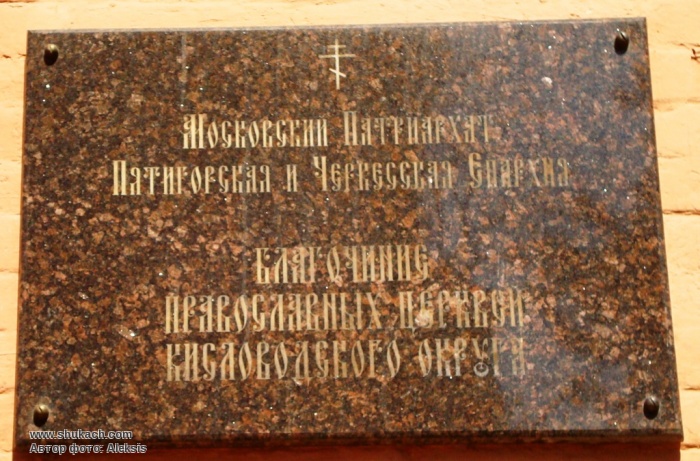 Московский Патриархат
Пятигорская и Черкесская Епархия
БЛАГОЧИНИЕ
ПРАВОСЛАВНЫХ ЦЕРКВЕЙ
КИСЛОВОДСКОГО ОКРУГА
www.shukach.com
Автор фото: Aleksis